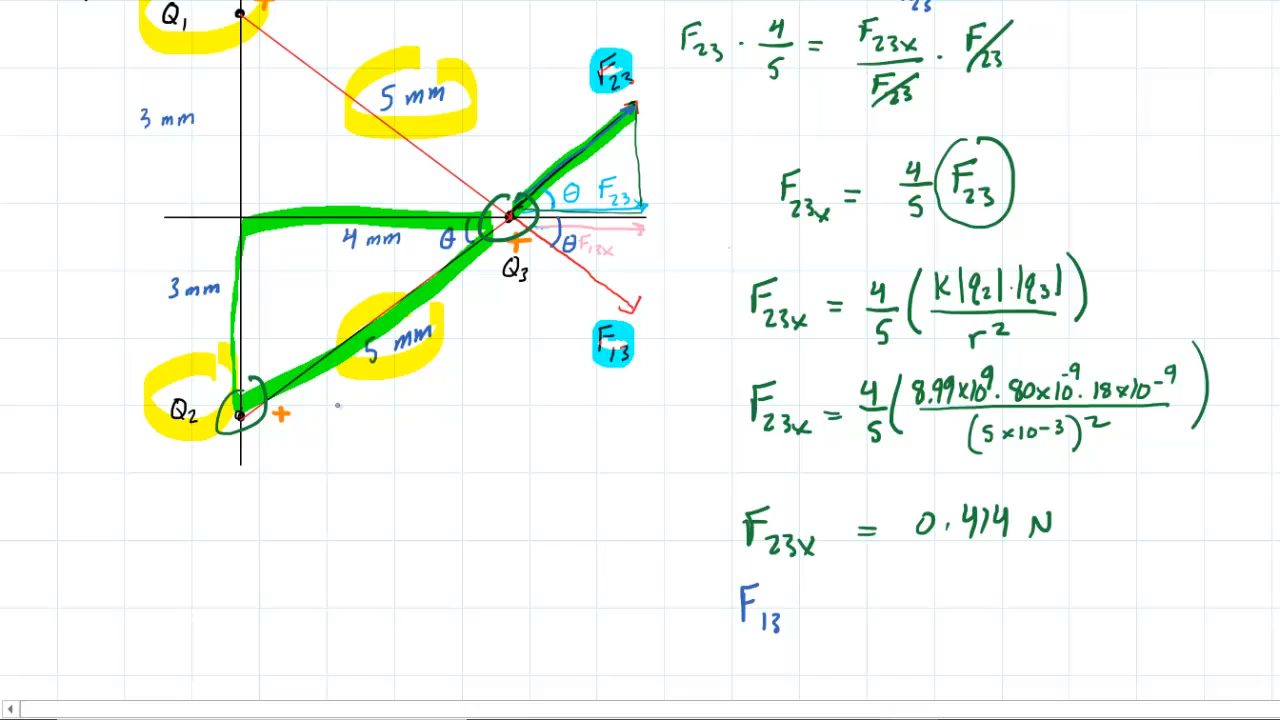 Q1
+
3 mm
5 mm
F23
θ F23x
4 mm
θ
θ F13x
+
Q3
3 mm
5 mm
F13
Q2
+
23
F23 · 4/5 = F23x/F23 · F23
F23x = 4/5 F23
F23x = 4/5 (K|q2|·|q3| / r²)
F23x = 4/5 (8.99×10⁹ · 80×10⁻⁹ · 18×10⁻⁹ / (5×10⁻³)²)
F23x = 0.414 N
F13